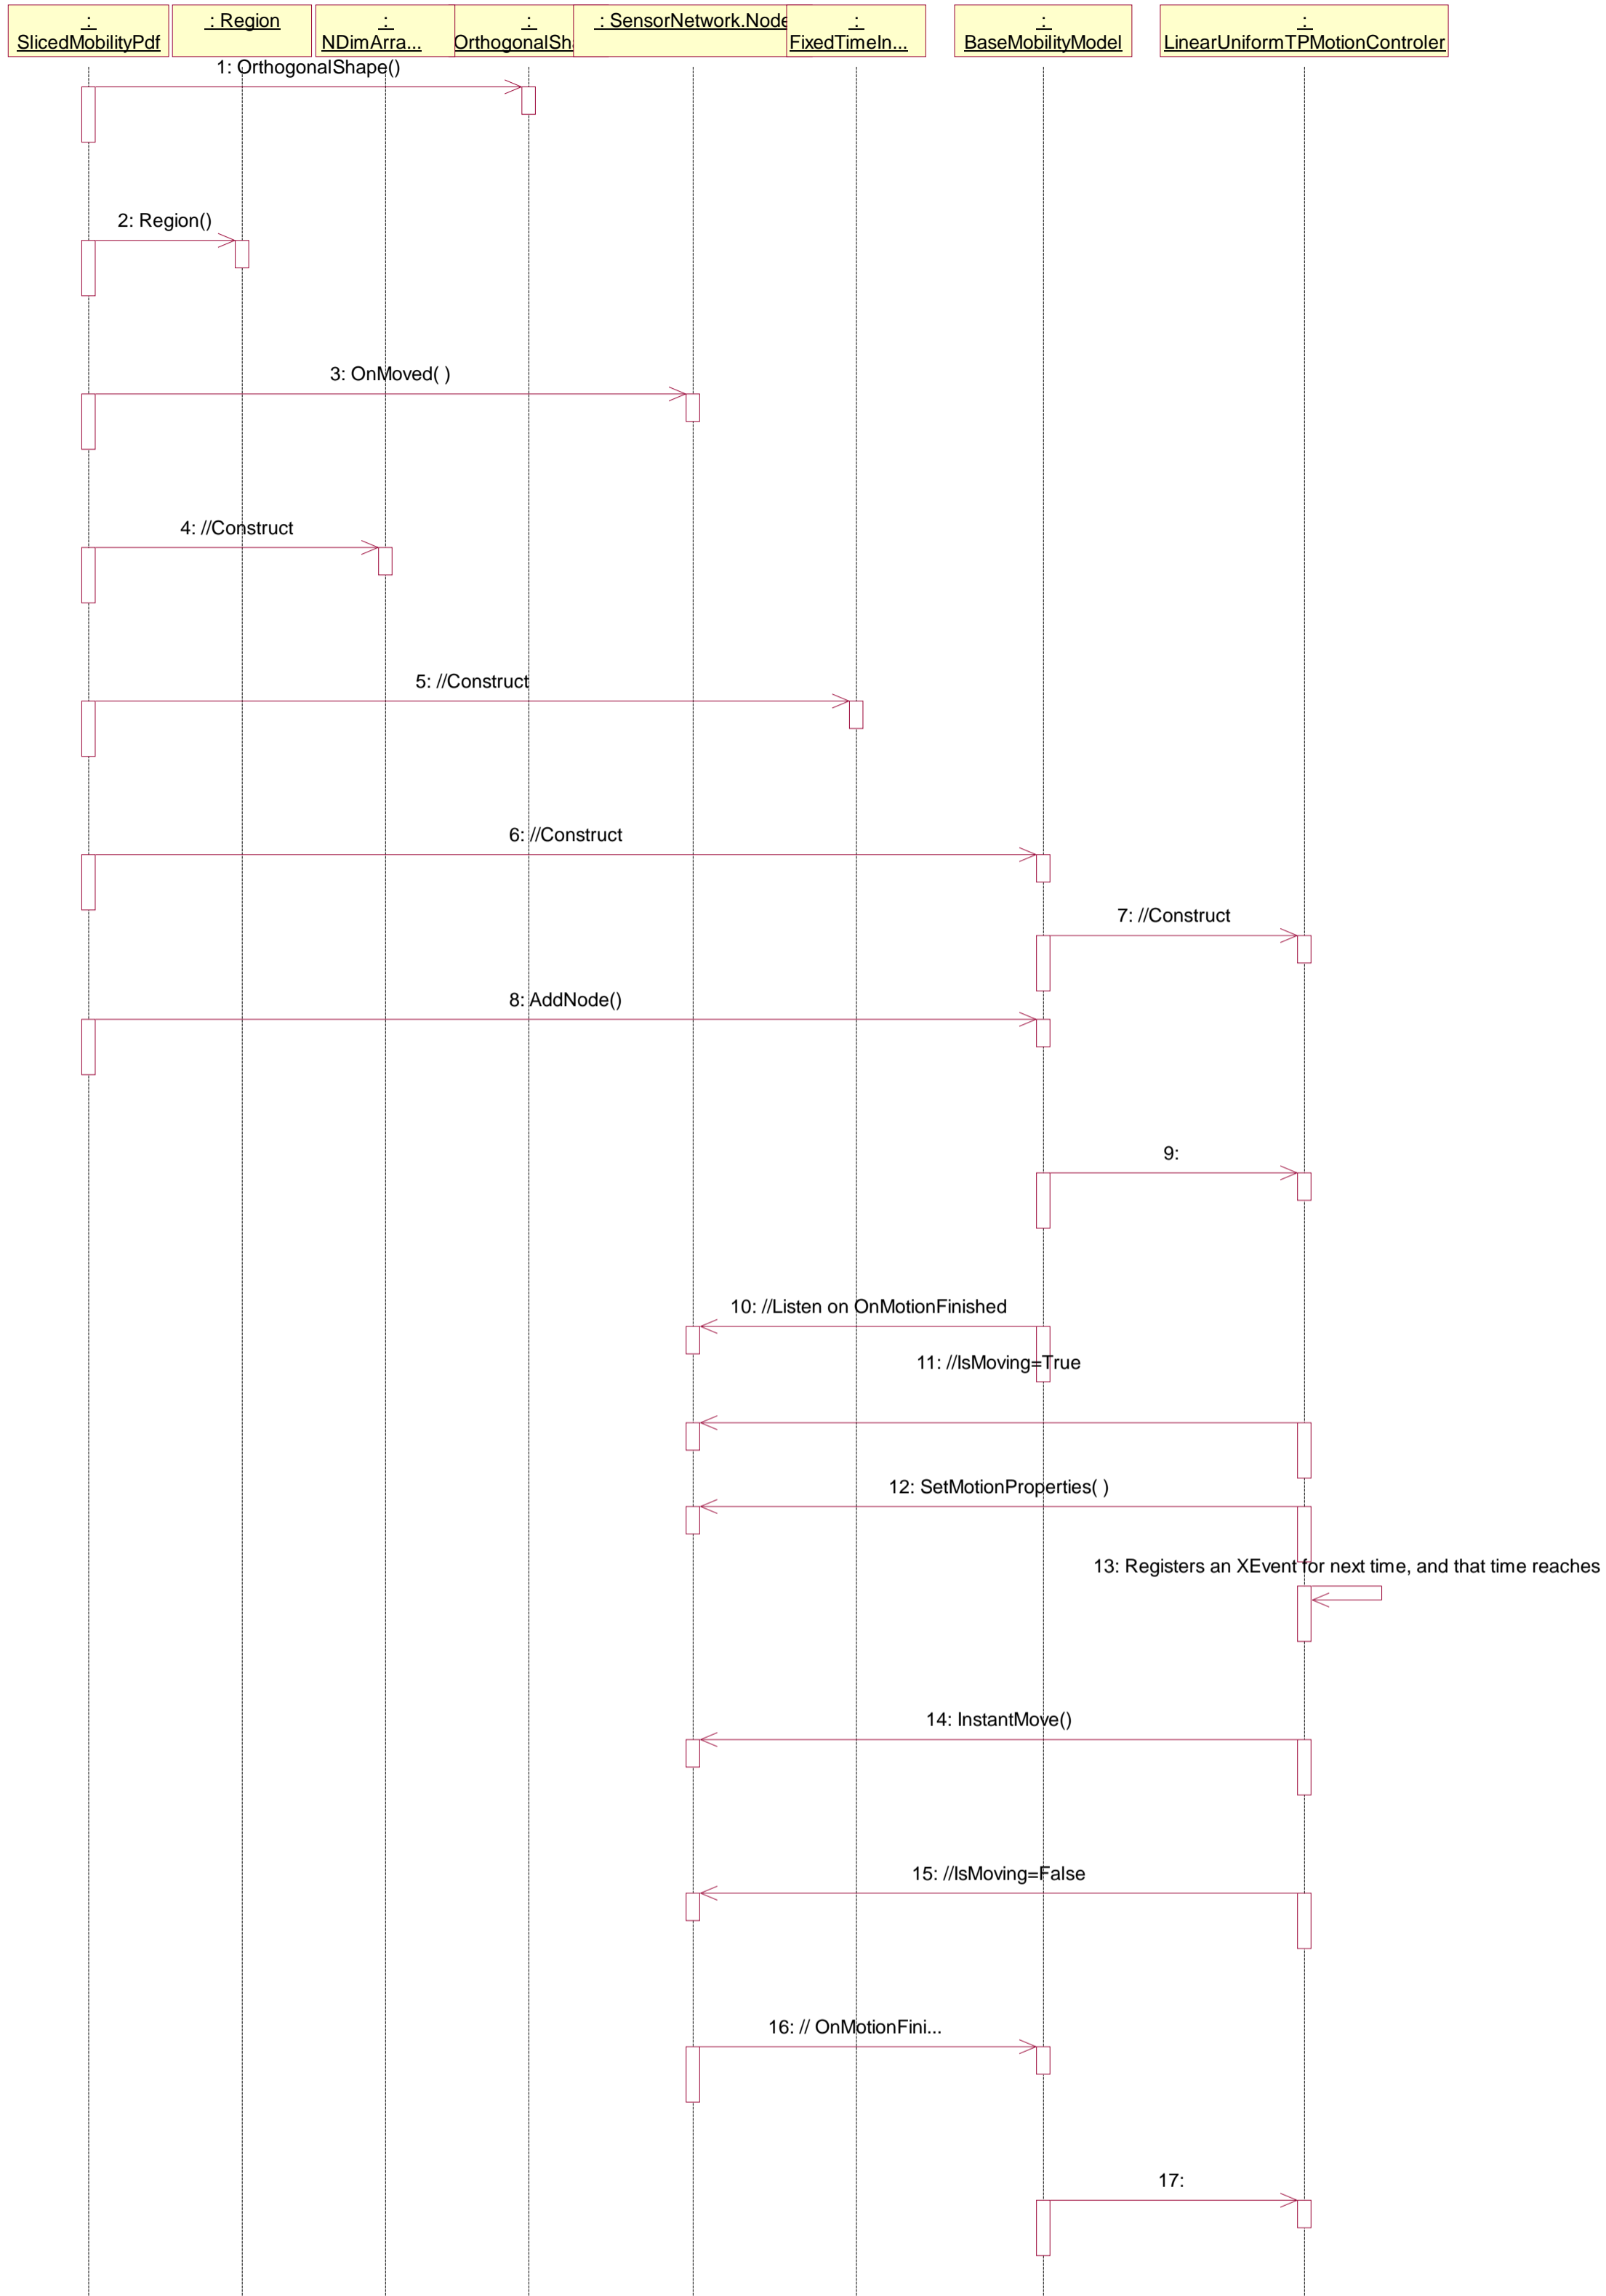 :
SlicedMobilityPdf
: Region
:
NDimArra...
:
OrthogonalSha
: SensorNetwork.Node
:
FixedTimeIn...
:
BaseMobilityModel
:
LinearUniformTPMotionControler
1: OrthogonalShape()
2: Region()
3: OnMoved( )
4: //Construct
5: //Construct
6: //Construct
7: //Construct
8: AddNode()
9:
10: //Listen on OnMotionFinished
11: //IsMoving=True
12: SetMotionProperties( )
13: Registers an XEvent for next time, and that time reaches
14: InstantMove()
15: //IsMoving=False
16: // OnMotionFini...
17: